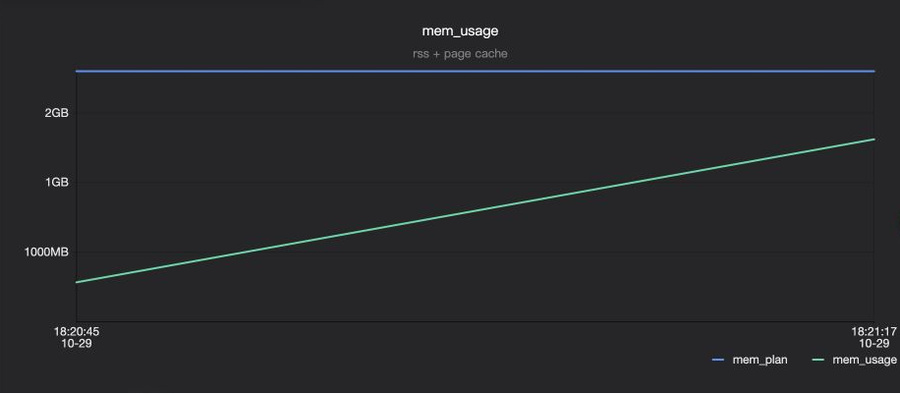 mem_usage
rss + page cache
2GB
1GB
1000MB
18:20:45
10-29
18:21:17
10-29
mem_plan
mem_usage